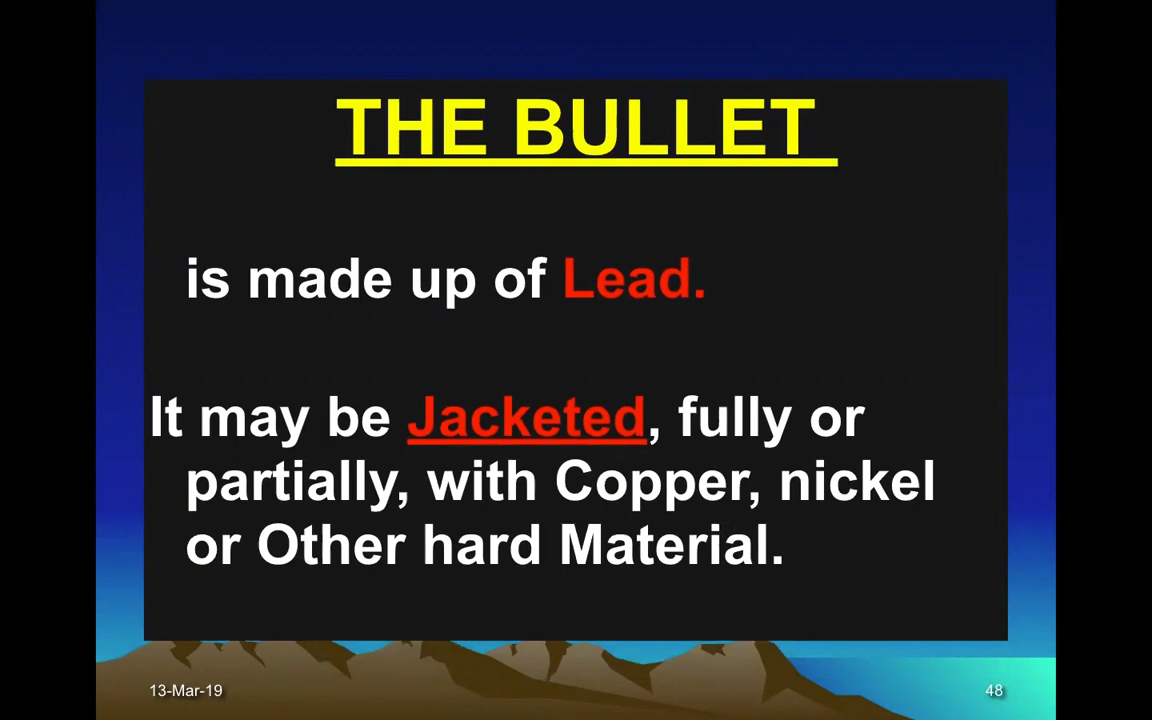 THE BULLET
is made up of Lead.
It may be Jacketed, fully or
partially, with Copper, nickel
or Other hard Material.
13-Mar-19
48